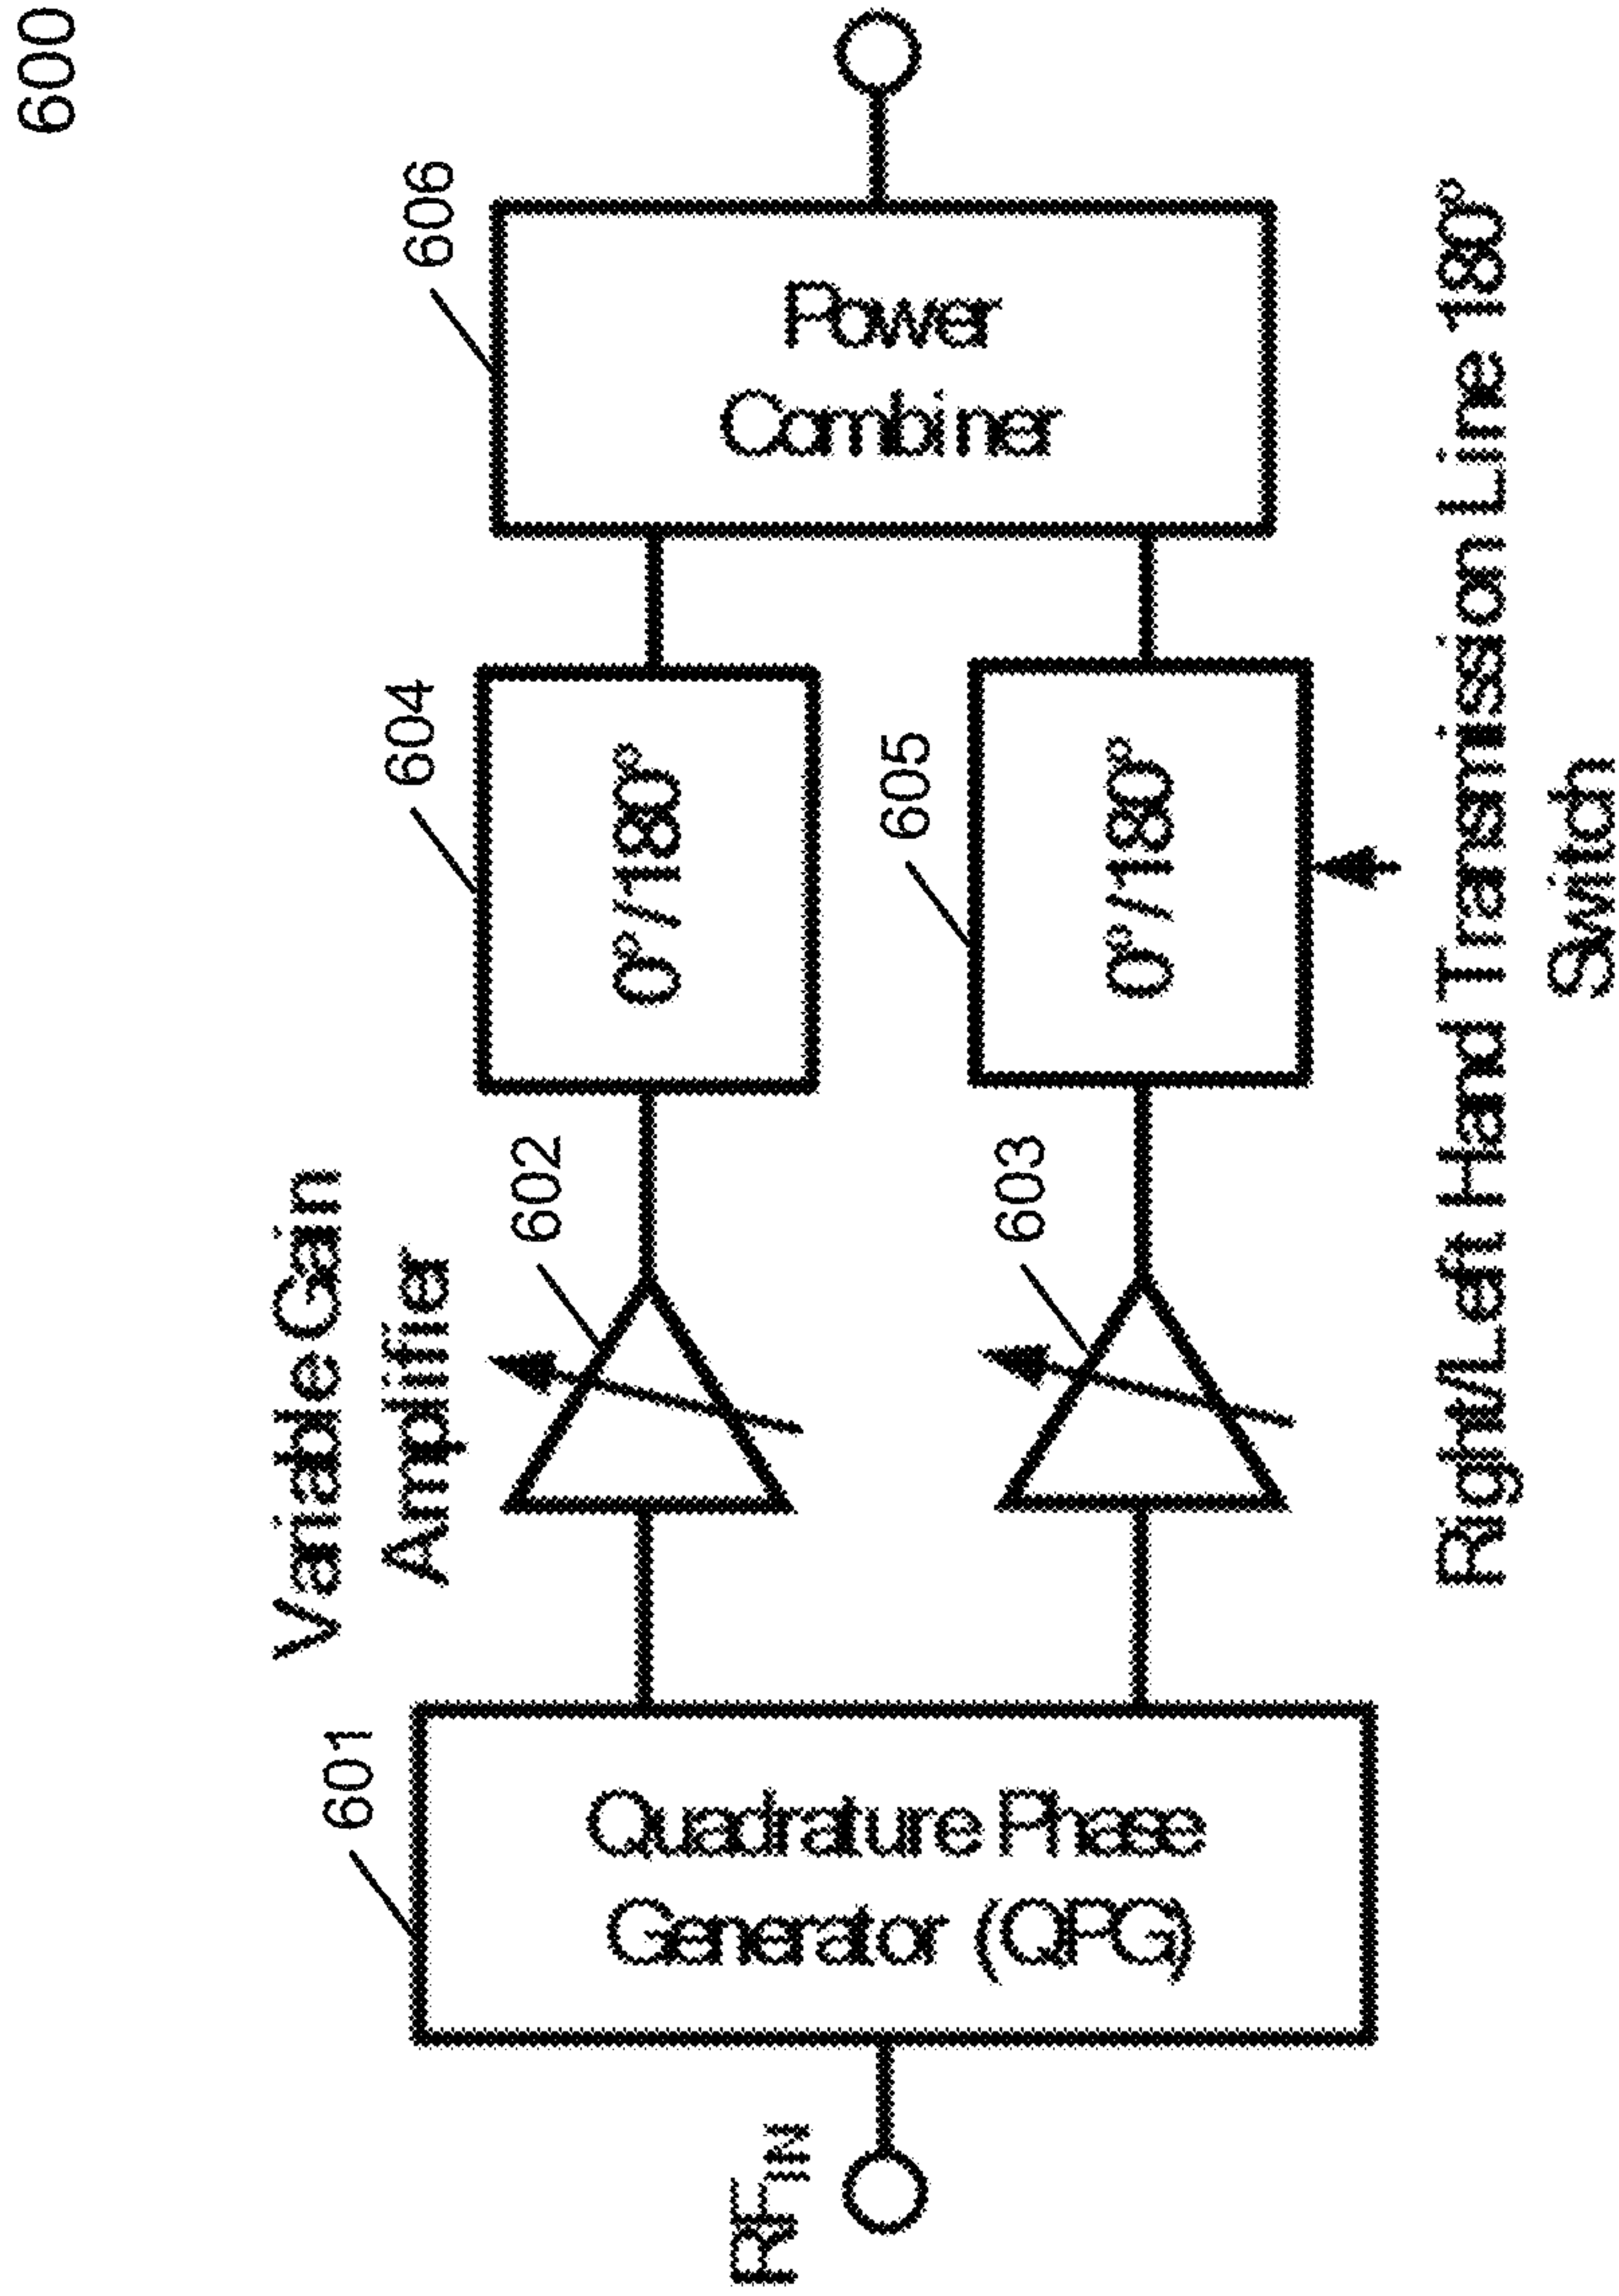 600
Variable Gain
Amplifier
601
602
604
606
Quadrature Phase
Generator (QPG)
0°/180°
Power
Combiner
RF_IN
603
605
0°/180°
Right/Left Hand Transmission Line 180°
Switch